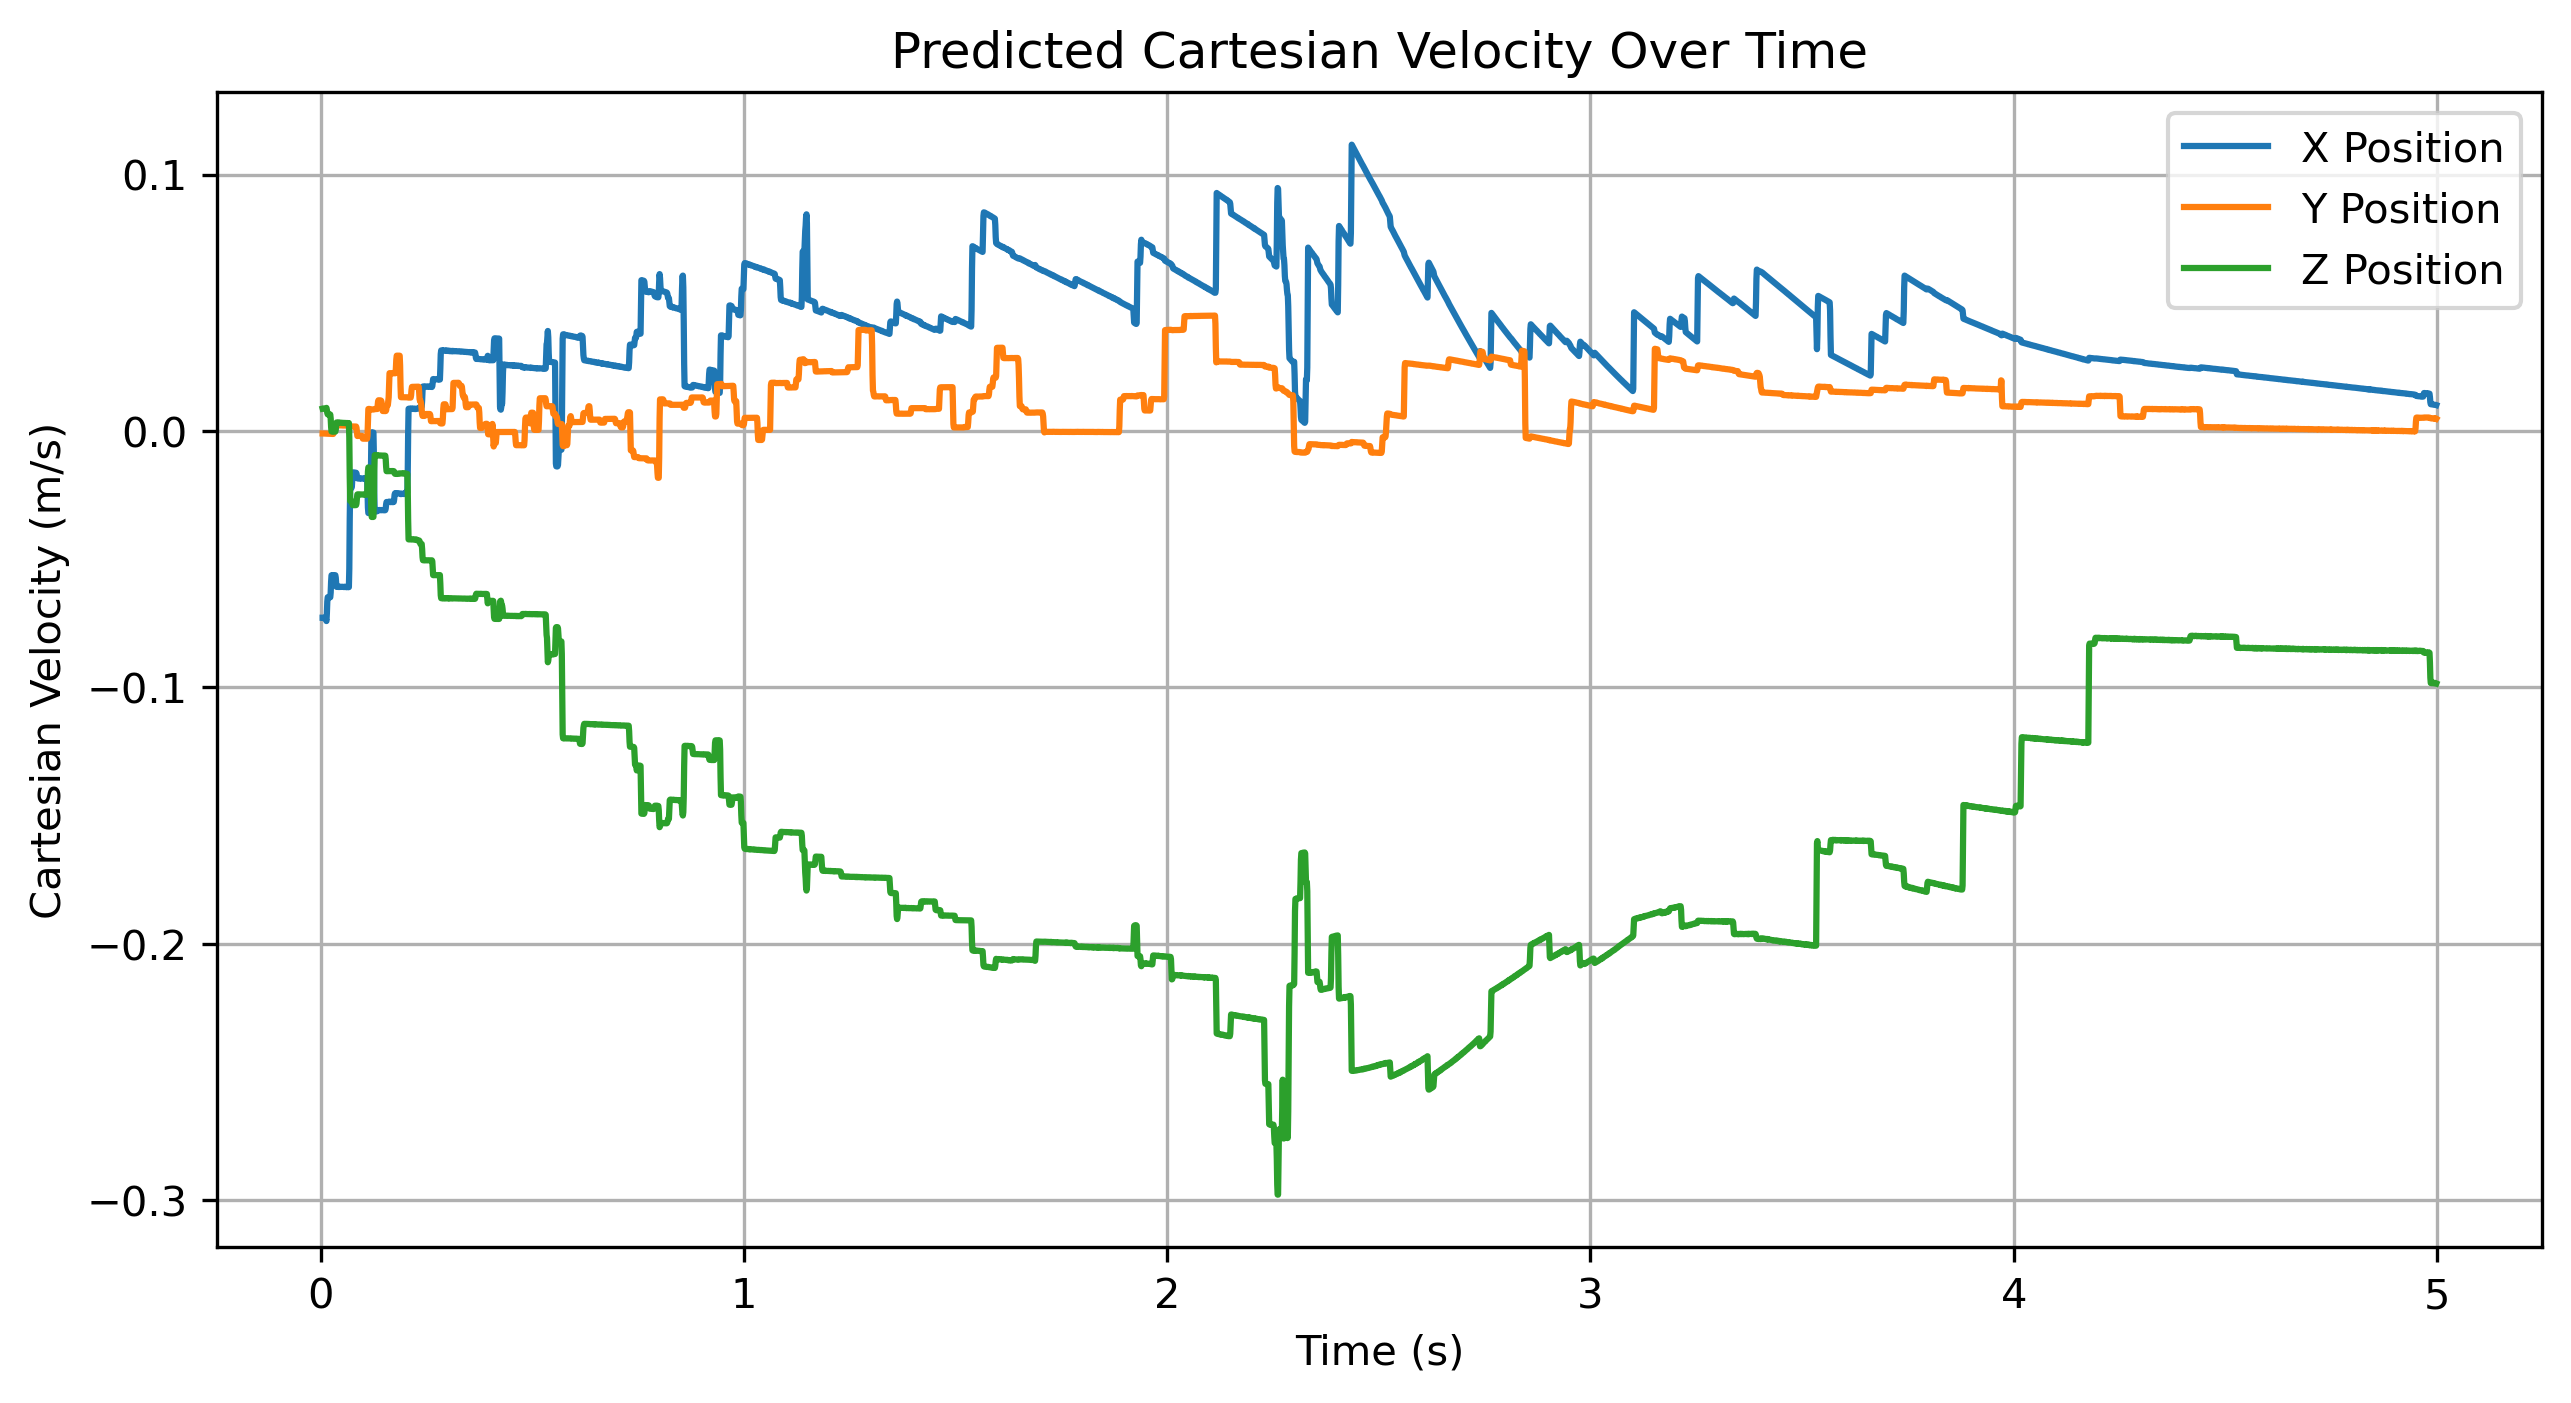 Predicted Cartesian Velocity Over Time
X Position
Y Position
Z Position
Cartesian Velocity (m/s)
0.1
0.0
−0.1
−0.2
−0.3
0 1 2 3 4 5
Time (s)